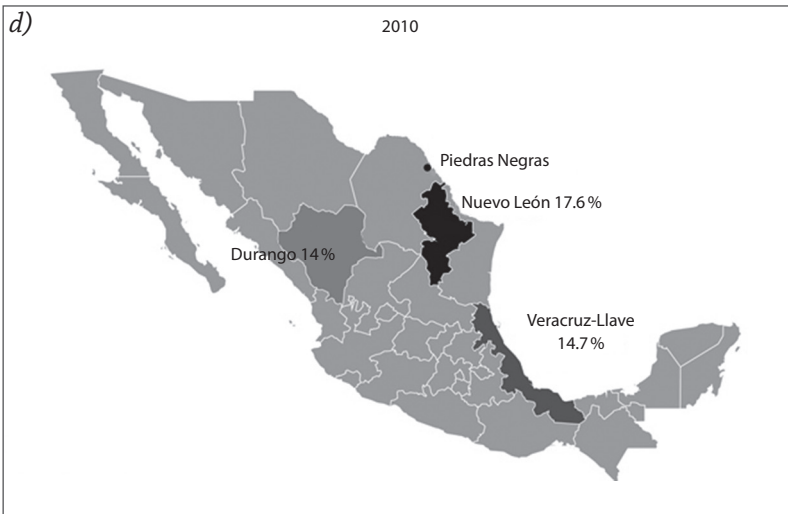 d)
2010
Piedras Negras
Nuevo León 17.6 %
Durango 14 %
Veracruz-Llave
14.7 %